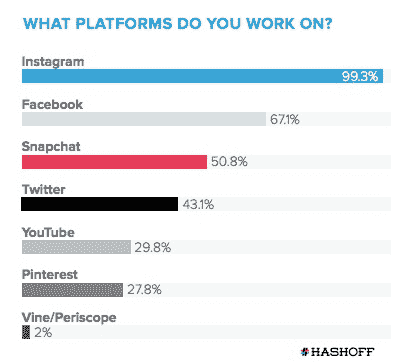 WHAT PLATFORMS DO YOU WORK ON?
Instagram
99.3%
Facebook
67.1%
Snapchat
50.8%
Twitter
43.1%
YouTube
29.8%
Pinterest
27.8%
Vine/Periscope
2%
HASHOFF